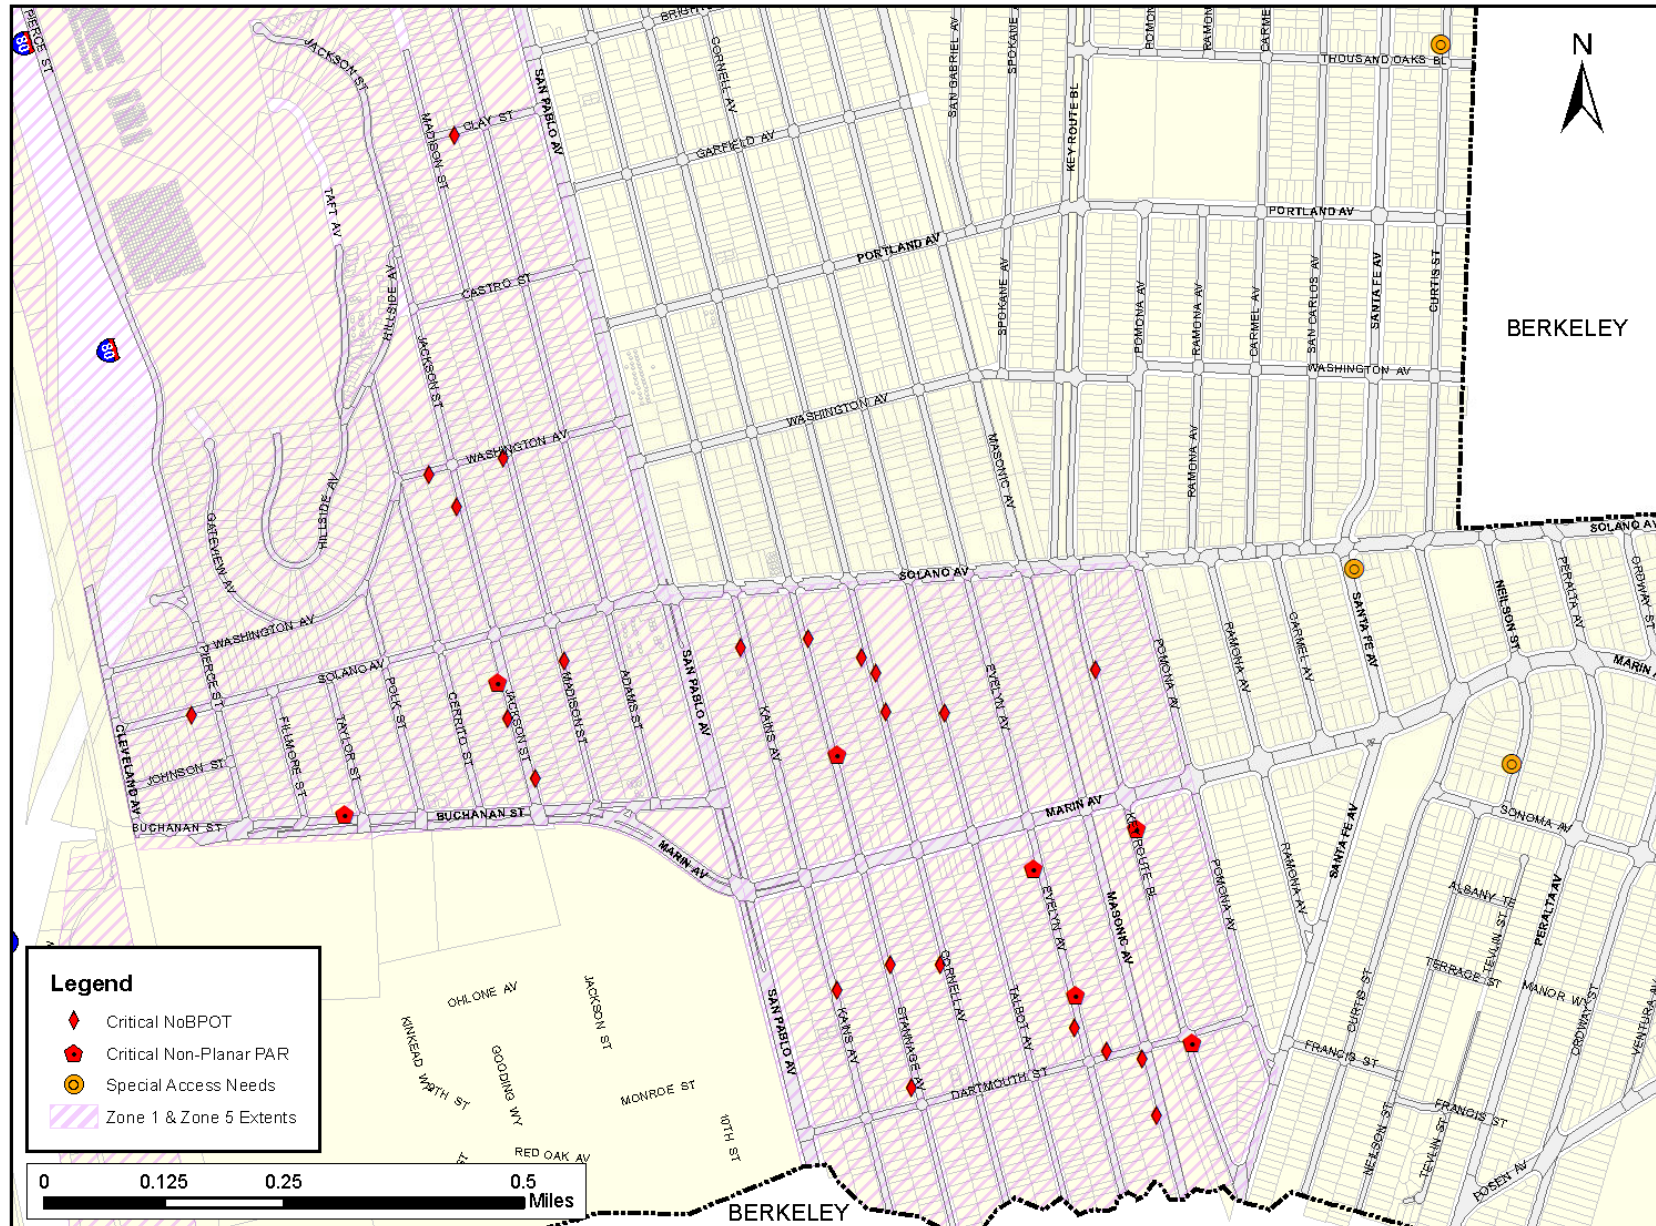 PIERCE ST
80
JACKSON ST
MADISON ST
CLAY ST
SAN PABLO AV
CORNELL AV
GARFIELD AV
SAN GABRIEL AV
SPOKANE
KEY ROUTE BL
THOUSAND OAKS BL
N
TAFT AV
HILLSIDE AV
CASTRO ST
PORTLAND AV
PORTLAND AV
SPOKANE AV
POMONA AV
RAMONA AV
CARMEL AV
SAN CARLOS AV
SANTA FE AV
CURTIS ST
BERKELEY
80
JACKSON ST
WASHINGTON AV
WASHINGTON AV
WASHINGTON AV
MASONIC AV
RAMONA AV
HILLSIDE AV
GATEVIEW AV
SOLANO AV
SOLANO AV
WASHINGTON AV
PIERCE ST
SOLANO AV
POLK ST
CERRITO ST
JACKSON ST
MADISON ST
ADAMS ST
SAN PABLO AV
KAINS AV
EVELYN AV
POMONA AV
RAMONA AV
CARMEL AV
SANTA FE AV
NEILSON ST
PERALTA AV
ORDWAY ST
MARIN
CLEVELAND AV
JOHNSON ST
FILLMORE ST
TAYLOR ST
BUCHANAN ST
BUCHANAN ST
MARIN AV
MARIN AV
KEY ROUTE BL
SONOMA AV
EVELYN AV
MASONIC AV
POMONA AV
RAMONA AV
SANTA FE AV
ALBANY TE
TEVLIN ST
PERALTA AV
TERRACE ST
MANOR WY
CURTIS ST
ORDWAY ST
VENTURA AV
OHLONE AV
JACKSON ST
KINKEAD WY
9TH ST
GOODING WY
MONROE ST
10TH ST
RED OAK AV
SAN PABLO AV
KAINS AV
STANNAGE AV
CORNELL AV
TALBOT AV
DARTMOUTH ST
FRANCIS ST
FRANCIS ST
NEILSON ST
TEVLIN ST
POSEN AV
Legend
Critical NoBPOT
Critical Non-Planar PAR
Special Access Needs
Zone 1 & Zone 5 Extents
0 0.125 0.25 0.5
Miles
BERKELEY